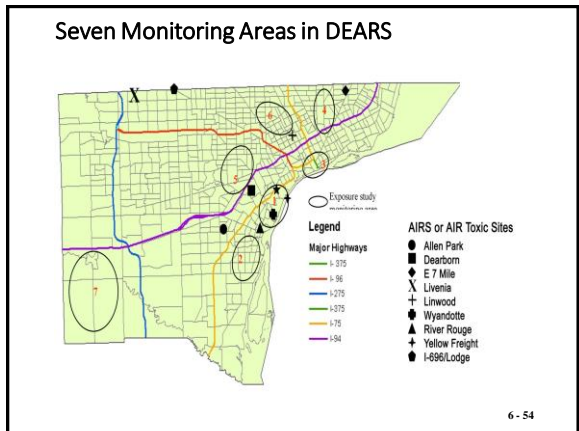 Seven Monitoring Areas in DEARS
6
4
3
5
1
2
7
Exposure study
monitoring area
Legend
Major Highways
I- 375
I- 96
I-275
I-375
I-75
I-94
AIRS or AIR Toxic Sites
Allen Park
Dearborn
E 7 Mile
X Livenia
Linwood
Wyandotte
River Rouge
Yellow Freight
I-696/Lodge
6 - 54